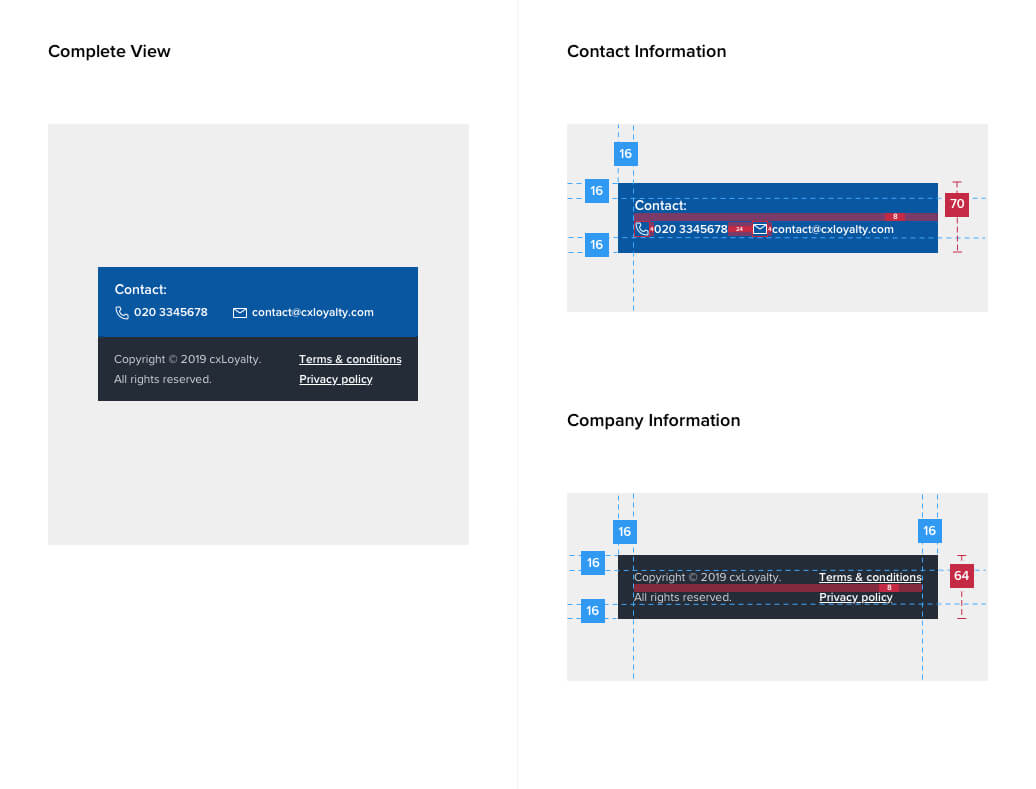 Complete View
Contact:
020 3345678 contact@cxloyalty.com
Copyright © 2019 cxLoyalty. Terms & conditions
All rights reserved. Privacy policy
Contact Information
16
16
70
Contact:
8
4 020 3345678 24 4 contact@cxloyalty.com
16
Company Information
16 16
16
64
Copyright © 2019 cxLoyalty. Terms & conditions
8
All rights reserved. Privacy policy
16